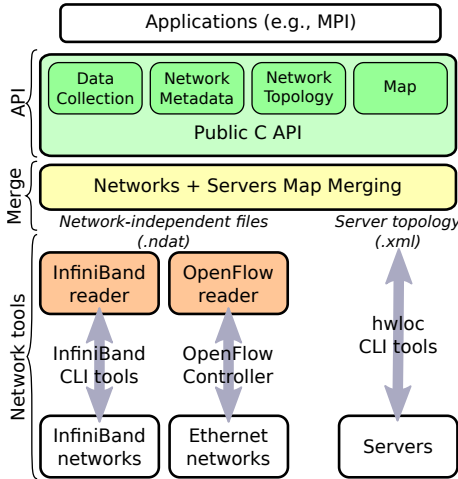 Applications (e.g., MPI)
API
Data
Collection
Network
Metadata
Network
Topology
Map
Public C API
Merge
Networks + Servers Map Merging
Network-independent files
(.ndat)
Server topology
(.xml)
Network tools
InfiniBand
reader
OpenFlow
reader
InfiniBand
CLI tools
OpenFlow
Controller
hwloc
CLI tools
InfiniBand
networks
Ethernet
networks
Servers